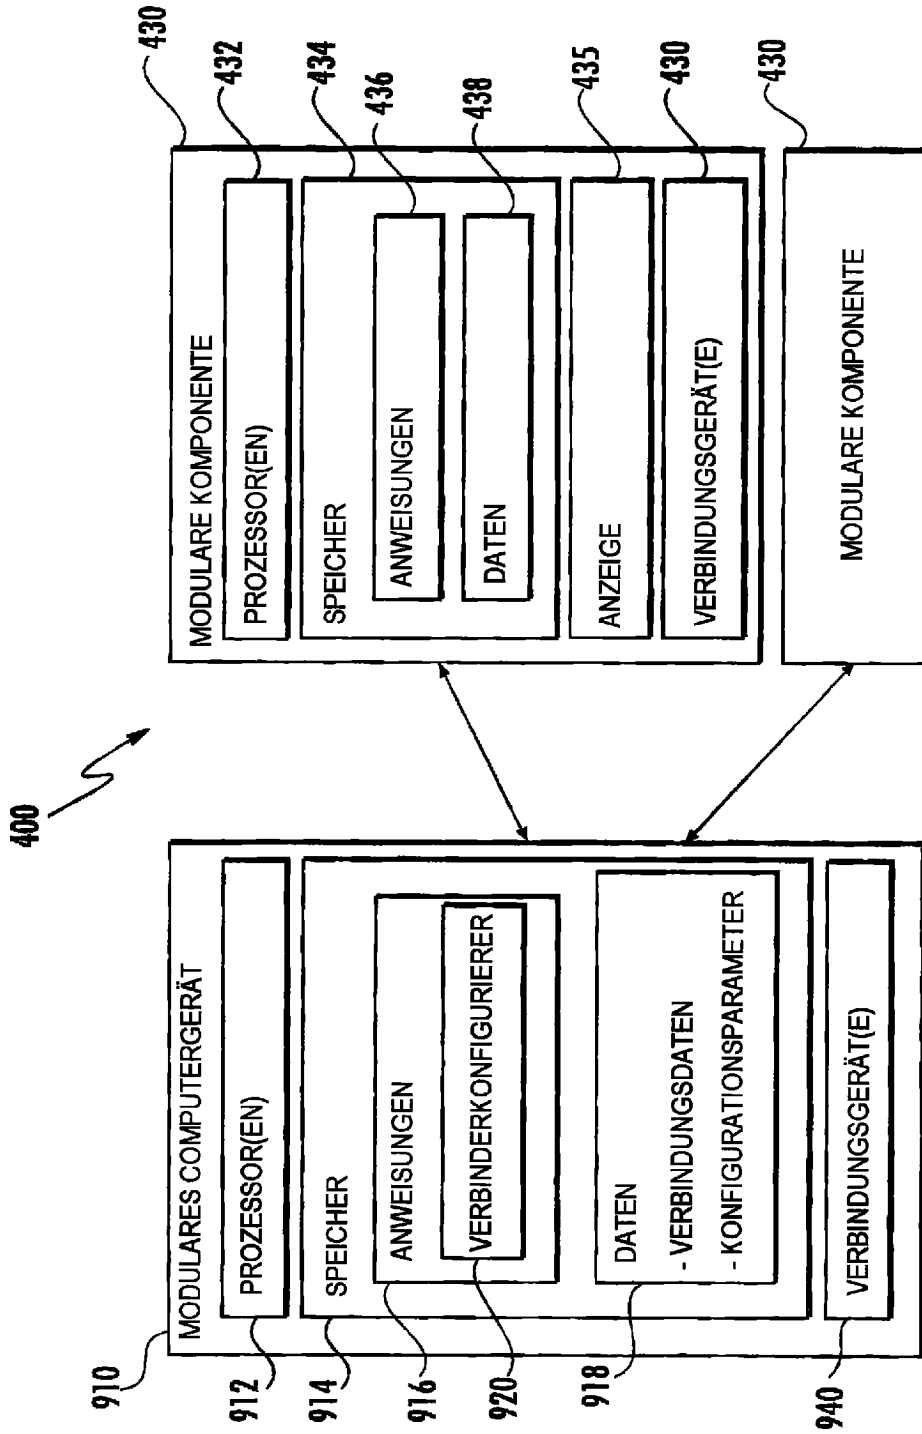 400
910
MODULARES COMPUTERGERÄT
912
PROZESSOR(EN)
914
SPEICHER
916
ANWEISUNGEN
920
VERBINDERKONFIGURIERER
918
DATEN
- VERBINDUNGSDATEN
- KONFIGURATIONSPARAMETER
940
VERBINDUNGSGERÄT(E)
430
MODULARE KOMPONENTE
432
PROZESSOR(EN)
434
SPEICHER
436
ANWEISUNGEN
438
DATEN
435
ANZEIGE
430
VERBINDUNGSGERÄT(E)
430
MODULARE KOMPONENTE